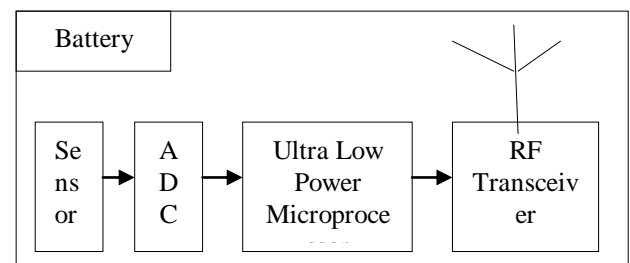 Battery
Se
ns
or
A
D
C
Ultra Low
Power
Microproce
RF
Transceiv
er